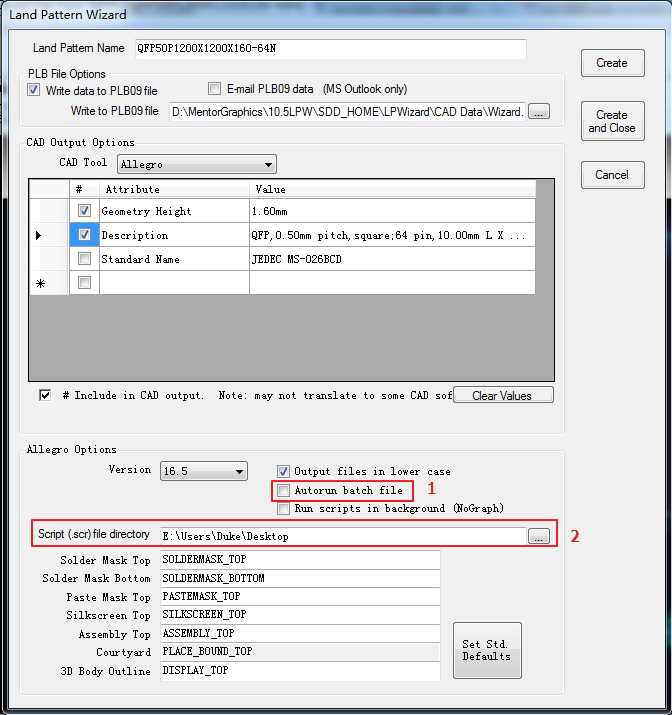 Land Pattern Wizard
Land Pattern Name QFP50P1200X1200X160-64N
Create
PLB File Options
Write data to PLB09 file E-mail PLB09 data (MS Outlook only)
Write to PLB09 file D:\MentorGraphics\10.5LPW\SDD_HOME\LPWizard\CAD Data\Wizard. ...
Create and Close
CAD Output Options
CAD Tool Allegro
Cancel
# Attribute Value
Geometry Height 1.60mm
Description QFP,0.50mm pitch,square;64 pin,10.00mm L X ...
Standard Name JEDEC MS-026BCD
# Include in CAD output. Note: may not translate to some CAD sof Clear Values
Allegro Options
Version 16.5 Output files in lower case
Autorun batch file 1
Run scripts in background (NoGraph)
Script (.scr) file directory E:\Users\Duke\Desktop ... 2
Solder Mask Top SOLDERMASK_TOP
Solder Mask Bottom SOLDERMASK_BOTTOM
Paste Mask Top PASTEMASK_TOP
Silkscreen Top SILKSCREEN_TOP
Assembly Top ASSEMBLY_TOP
Courtyard PLACE_BOUND_TOP
3D Body Outline DISPLAY_TOP
Set Std. Defaults